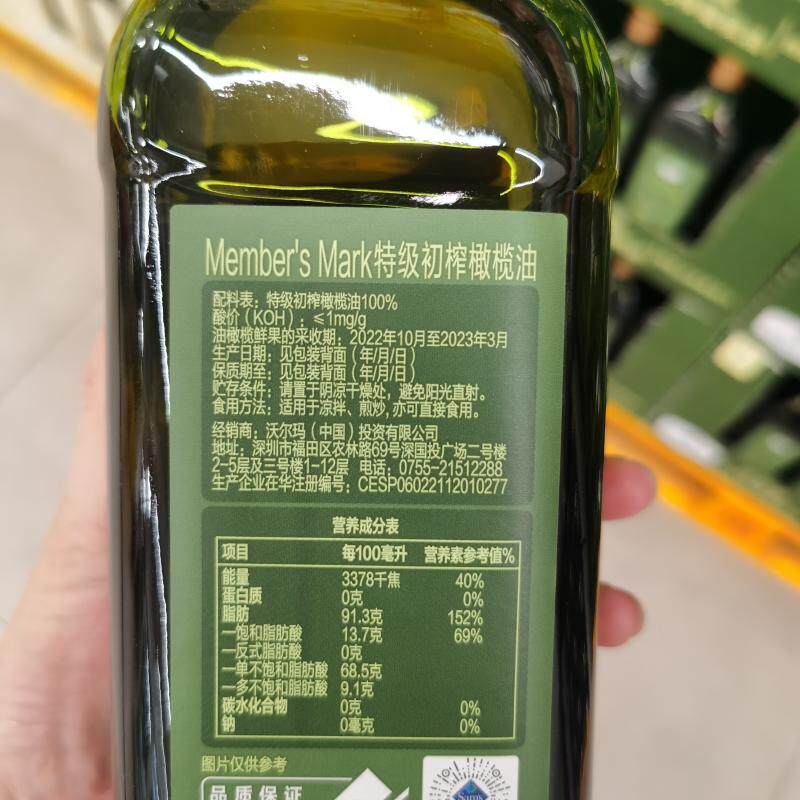 Member's Mark特级初榨橄榄油
配料表：特级初榨橄榄油100%
酸价（KOH）：≤1mg/g
油橄榄鲜果的采收期：2022年10月至2023年3月
生产日期：见包装背面（年/月/日）
保质期至：见包装背面（年/月/日）
贮存条件：请置于阴凉干燥处，避免阳光直射。
食用方法：适用于凉拌、煎炒,亦可直接食用。
经销商：沃尔玛（中国）投资有限公司
地址：深圳市福田区农林路69号深国投广场二号楼
2-5层及三号楼1-12层 电话：0755-21512288
生产企业在华注册编号：CESP06022112010277
营养成分表
项目 每100毫升 营养素参考值%
能量 3378千焦 40%
蛋白质 0克 0%
脂肪 91.3克 152%
—饱和脂肪酸 13.7克 69%
—反式脂肪酸 0克
—单不饱和脂肪酸 68.5克
—多不饱和脂肪酸 9.1克
碳水化合物 0克 0%
钠 0毫克 0%
图片仅供参考
品质保证
Sam's